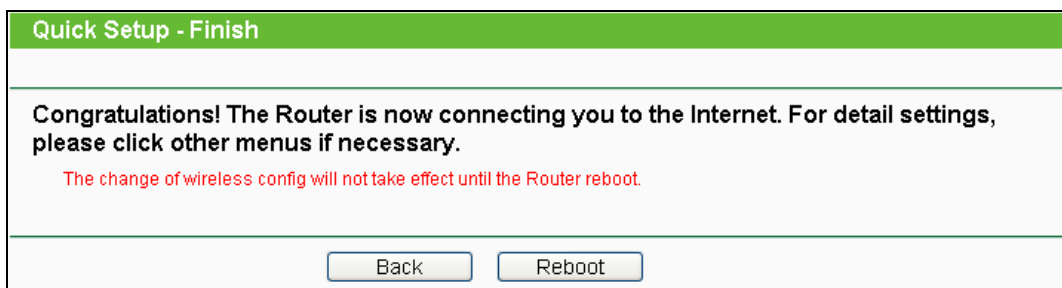 Quick Setup - Finish
Congratulations! The Router is now connecting you to the Internet. For detail settings,
please click other menus if necessary.
The change of wireless config will not take effect until the Router reboot.
Back Reboot